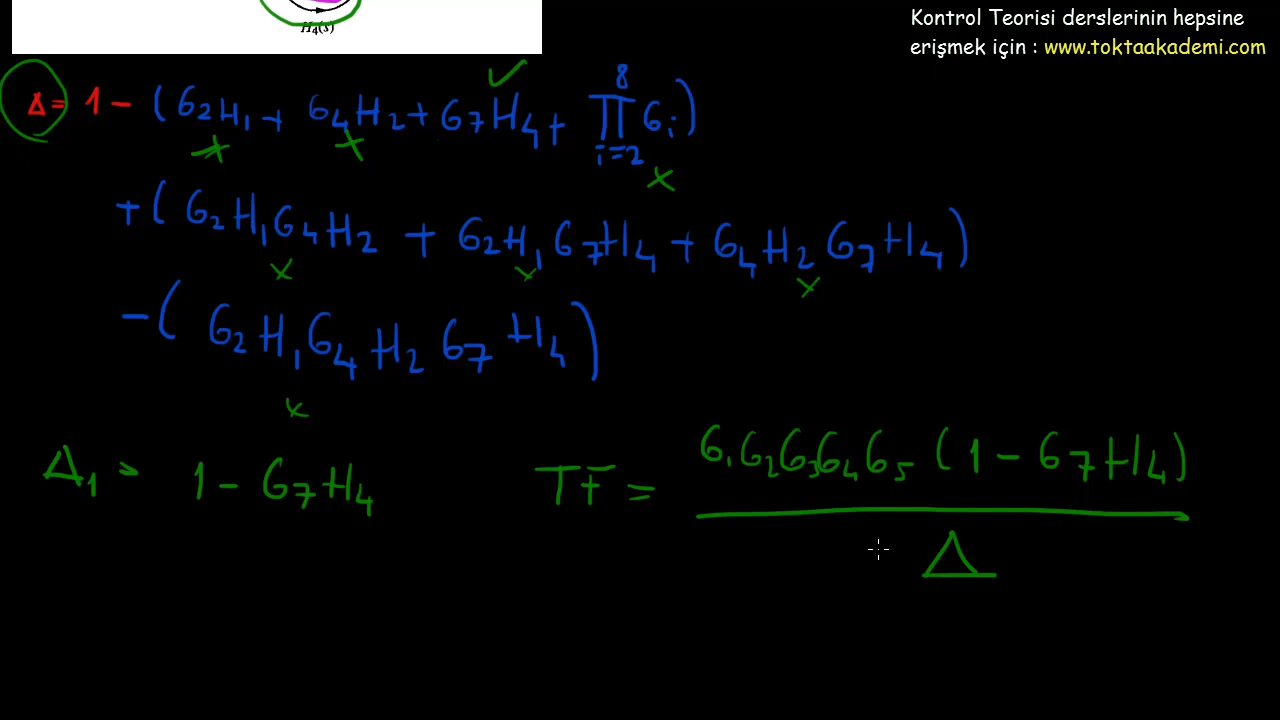 H₄(s)
Kontrol Teorisi derslerinin hepsine
erişmek için : www.toktaakademi.com
Δ = 1 - ( G₂H₁ + G₄H₂ + G₇H₄ + ∏ᵢ₌₂⁸ Gᵢ )
+ ( G₂H₁G₄H₂ + G₂H₁G₇H₄ + G₄H₂G₇H₄ )
- ( G₂H₁G₄H₂G₇H₄ )
Δ₁ = 1 - G₇H₄
TF = G₁G₂G₃G₄G₅ ( 1 - G₇H₄ ) / Δ